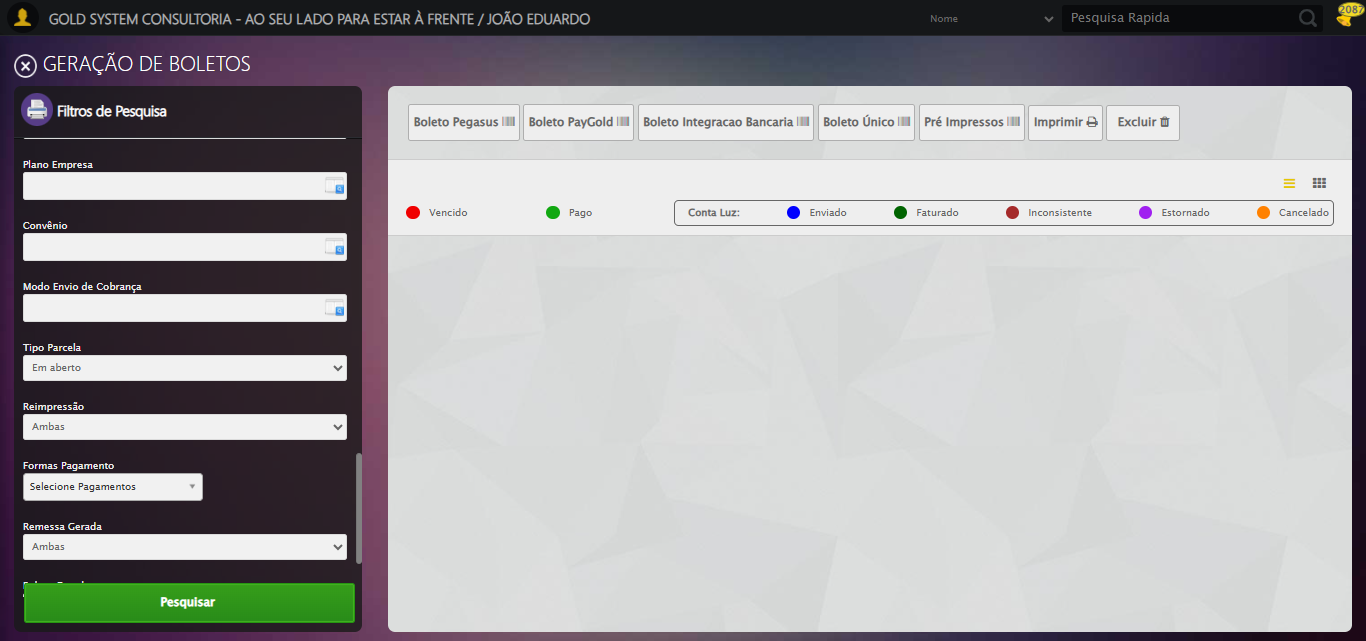 GOLD SYSTEM CONSULTORIA - AO SEU LADO PARA ESTAR À FRENTE / JOÃO EDUARDO
Nome
Pesquisa Rapida
2087
GERAÇÃO DE BOLETOS
Filtros de Pesquisa
Plano Empresa
Convênio
Modo Envio de Cobrança
Tipo Parcela
Em aberto
Reimpressão
Ambas
Formas Pagamento
Selecione Pagamentos
Remessa Gerada
Ambas
Pesquisar
Boleto Pegasus
Boleto PayGold
Boleto Integracao Bancaria
Boleto Único
Pré Impressos
Imprimir
Excluir
Vencido
Pago
Conta Luz:
Enviado
Faturado
Inconsistente
Estornado
Cancelado